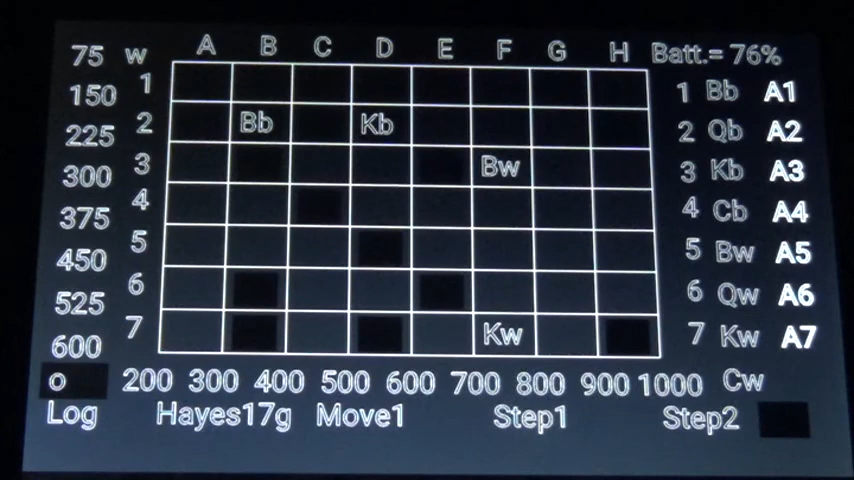 75 w A B C D E F G H Batt.= 76%
150 1 1 Bb A1
225 2 Bb Kb 2 Qb A2
300 3 Bw 3 Kb A3
375 4 4 Cb A4
450 5 5 Bw A5
525 6 6 Qw A6
600 7 Kw 7 Kw A7
o 200 300 400 500 600 700 800 900 1000 Cw
Log Hayes17g Move1 Step1 Step2